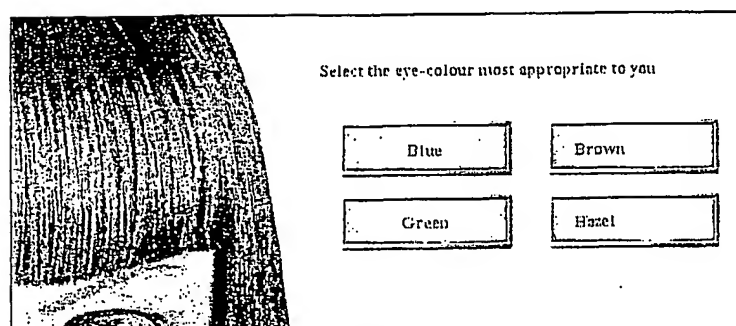 Select the eye-colour most appropriate to you
Blue
Brown
Green
Hazel